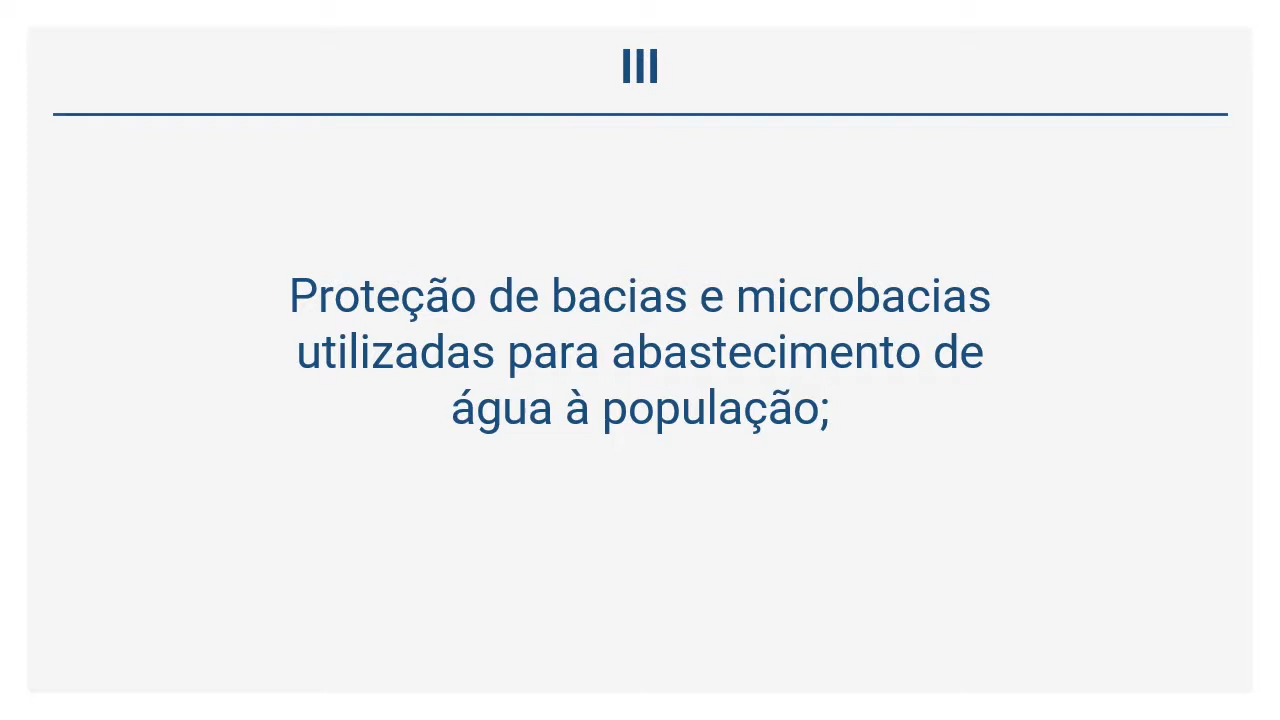 III
Proteção de bacias e microbacias
utilizadas para abastecimento de
água à população;